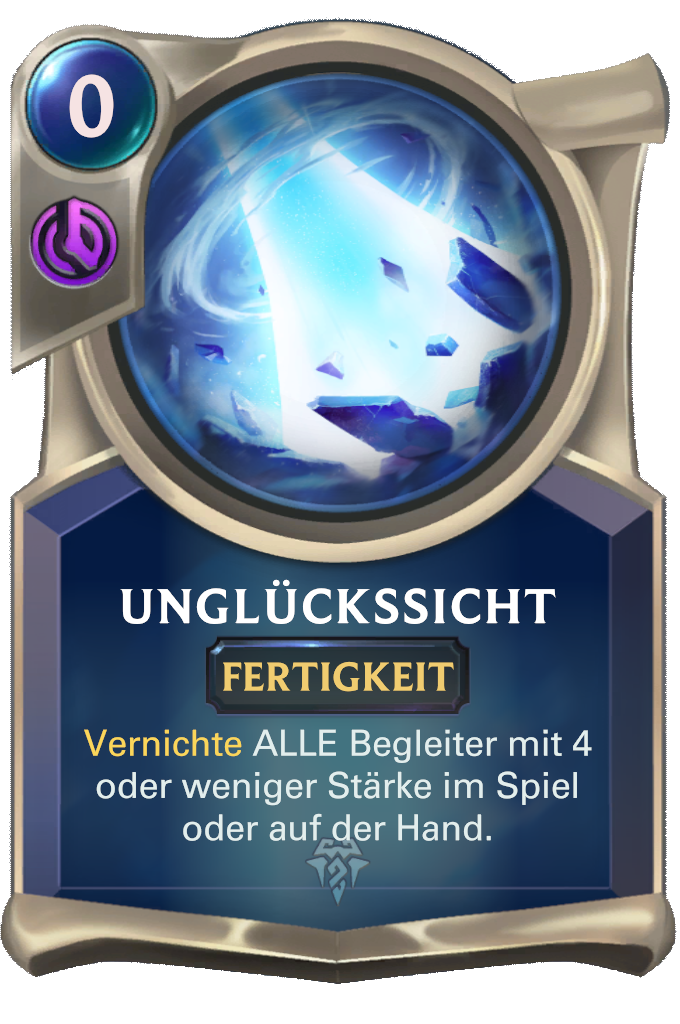 0
UNGLÜCKSSICHT
FERTIGKEIT
Vernichte ALLE Begleiter mit 4
oder weniger Stärke im Spiel
oder auf der Hand.